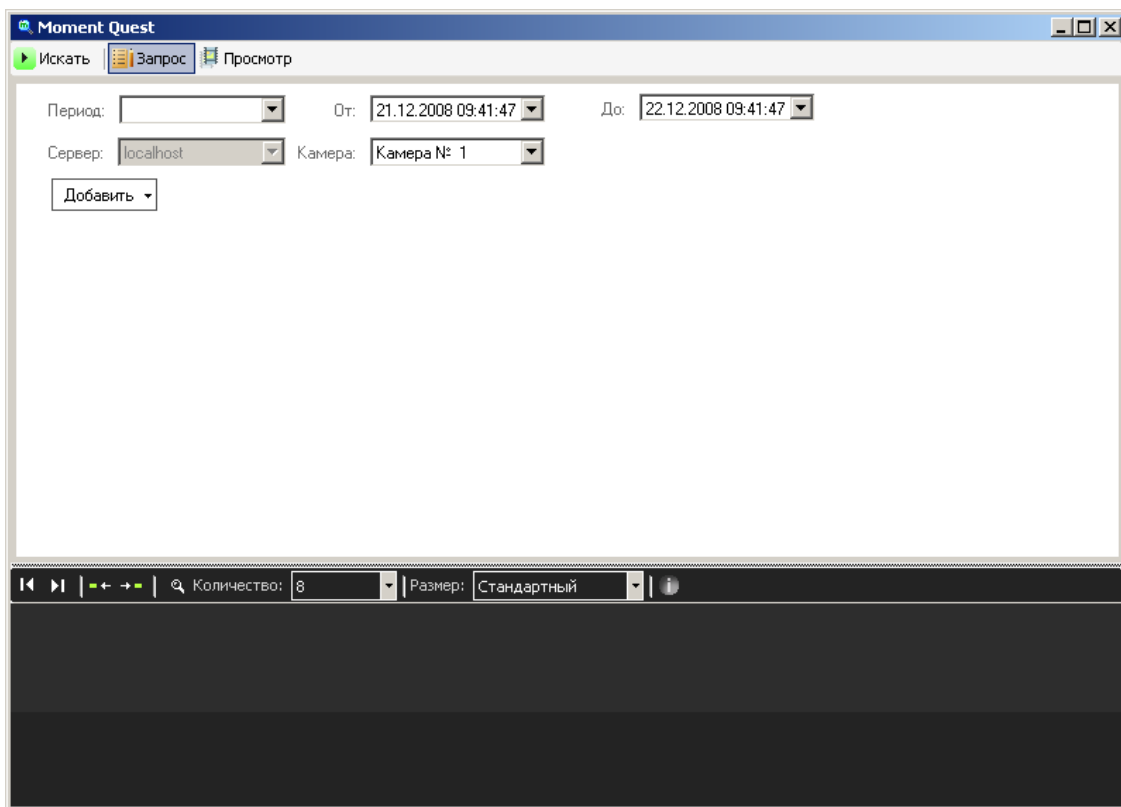 Moment Quest
Искать Запрос Просмотр
Период: От: 21.12.2008 09:41:47 До: 22.12.2008 09:41:47
Сервер: localhost Камера: Камера № 1
Добавить
Количество: 8 Размер: Стандартный